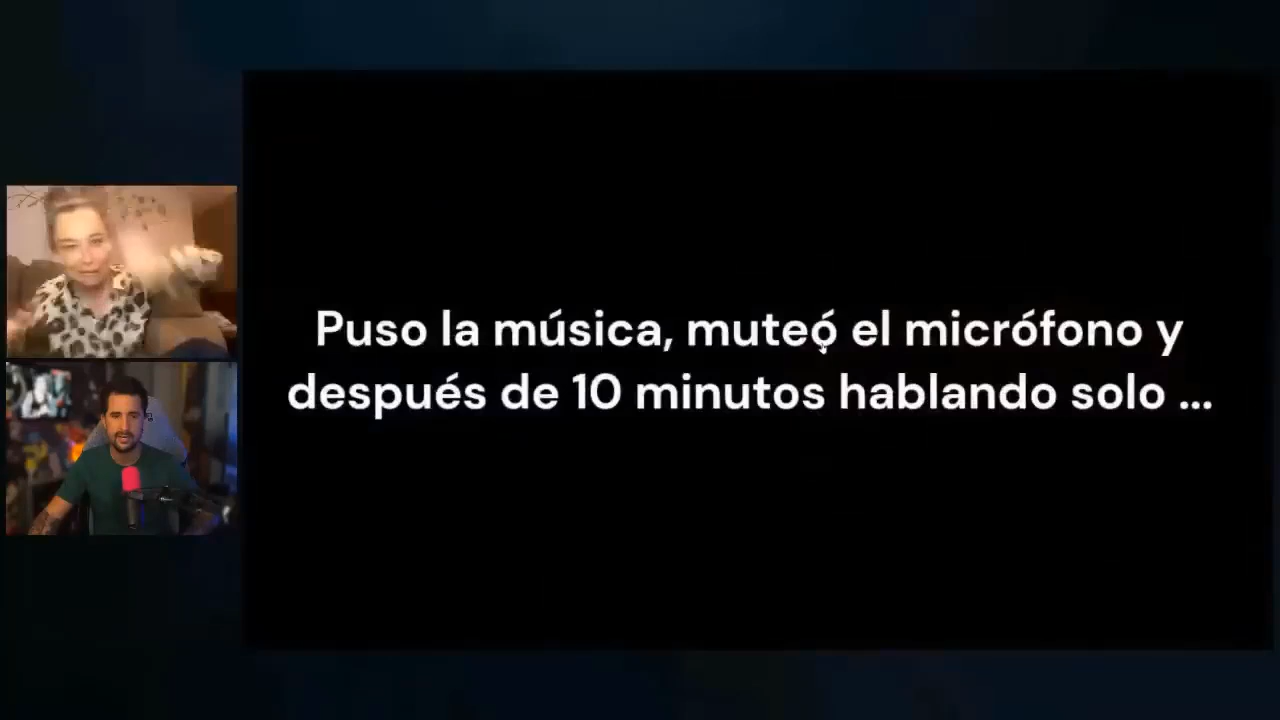 Puso la música, muteó el micrófono y
después de 10 minutos hablando solo ...